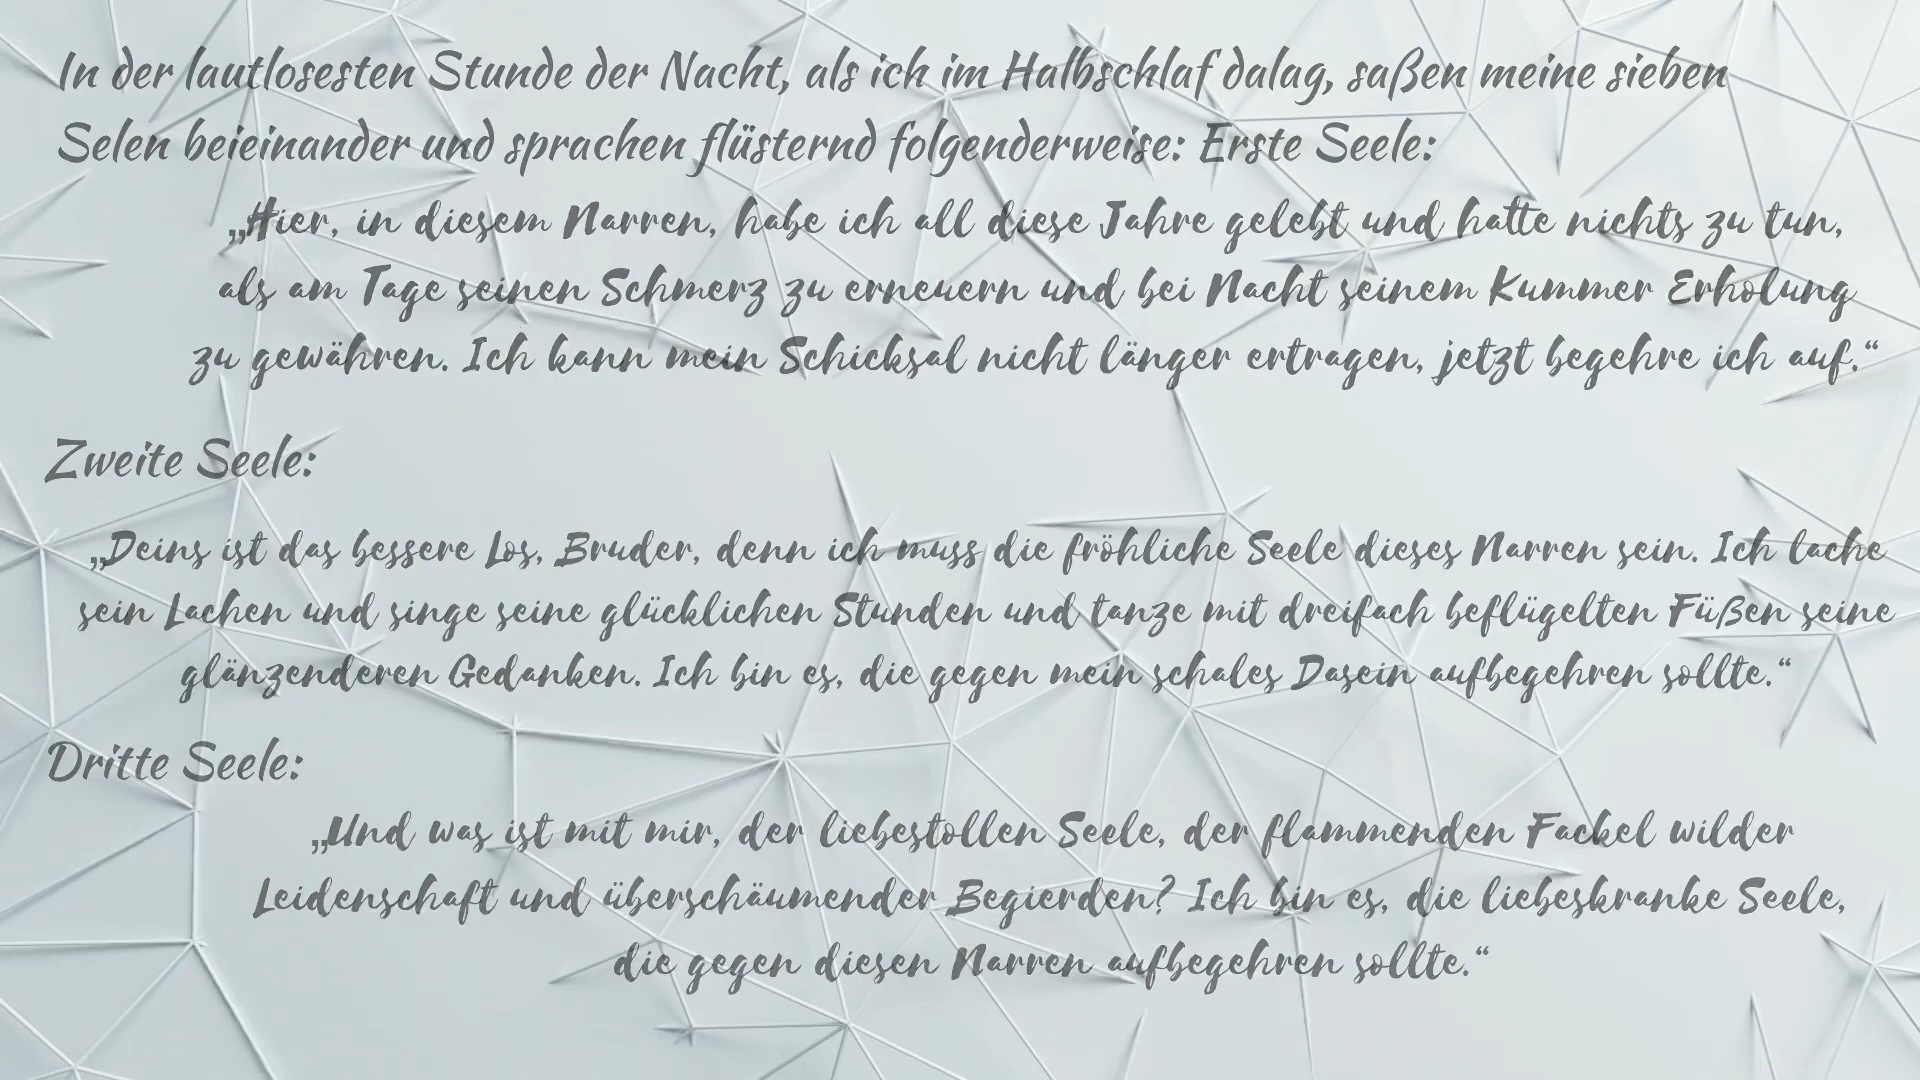 In der lautlosesten Stunde der Nacht, als ich im Halbschlaf dalag, saßen meine sieben
Selen beieinander und sprachen flüsternd folgenderweise: Erste Seele:
„Hier, in diesem Narren, habe ich all diese Jahre gelebt und hatte nichts zu tun,
als am Tage seinen Schmerz zu erneuern und bei Nacht seinem Kummer Erholung
zu gewähren. Ich kann mein Schicksal nicht länger ertragen, jetzt begehre ich auf.“
Zweite Seele:
„Deins ist das bessere Los, Bruder, denn ich muss die fröhliche Seele dieses Narren sein. Ich lache
sein Lachen und singe seine glücklichen Stunden und tanze mit dreifach beflügelten Füßen seine
glänzenderen Gedanken. Ich bin es, die gegen mein schales Dasein aufbegehren sollte.“
Dritte Seele:
„Und was ist mit mir, der liebestollen Seele, der flammenden Fackel wilder
Leidenschaft und überschäumender Begierden? Ich bin es, die liebeskranke Seele,
die gegen diesen Narren aufbegehren sollte.“